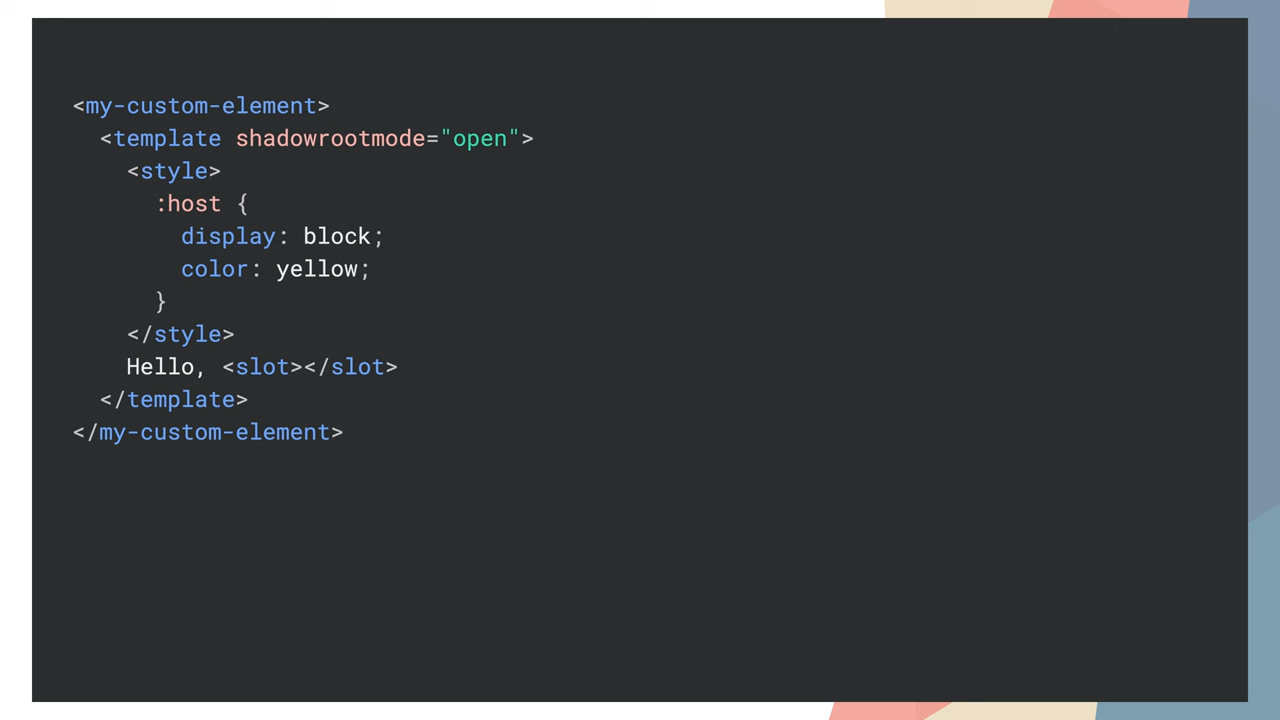 <my-custom-element>
  <template shadowrootmode="open">
    <style>
      :host {
        display: block;
        color: yellow;
      }
    </style>
    Hello, <slot></slot>
  </template>
</my-custom-element>